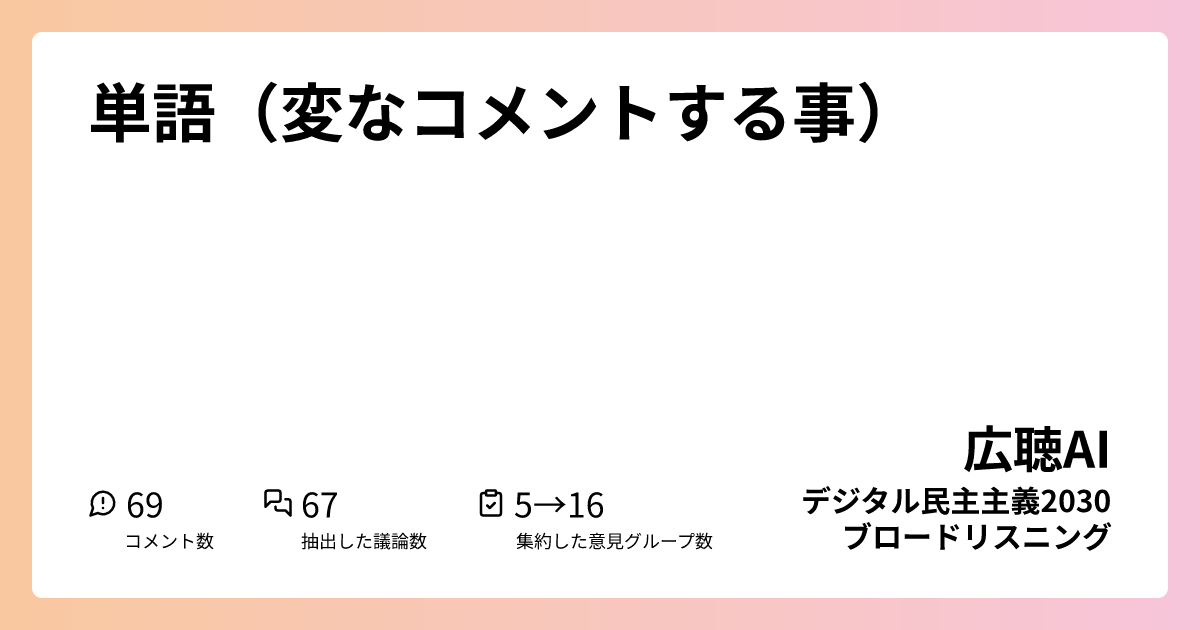 単語（変なコメントする事）
69
コメント数
67
抽出した議論数
5→16
集約した意見グループ数
広聴AI
デジタル民主主義2030
ブロードリスニング